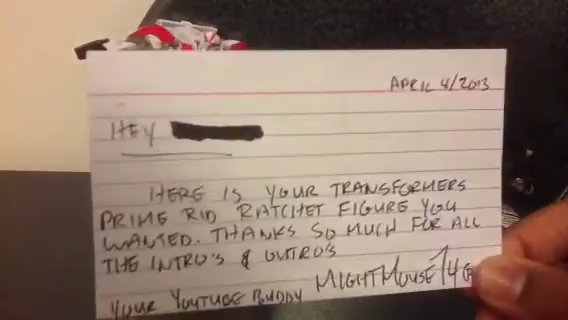 APRIL 4/2013
HEY
HERE IS YOUR TRANSFORMERS
PRIME RID RATCHET FIGURE YOU
WANTED. THANKS SO MUCH FOR ALL
THE INTRO'S & OUTRO'S
YOUR YOUTUBE BUDDY MIGHTMOUSE74